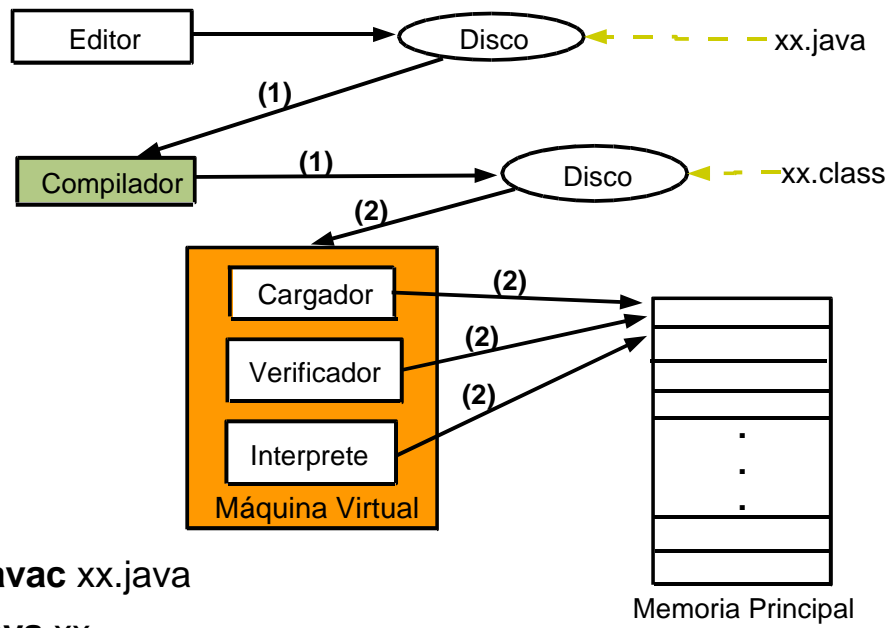 Editor
Disco
xx.java
(1)
Compilador
(1)
Disco
xx.class
(2)
Cargador
(2)
Verificador
(2)
Interprete
(2)
Máquina Virtual
.
.
.
avac xx.java
Memoria Principal